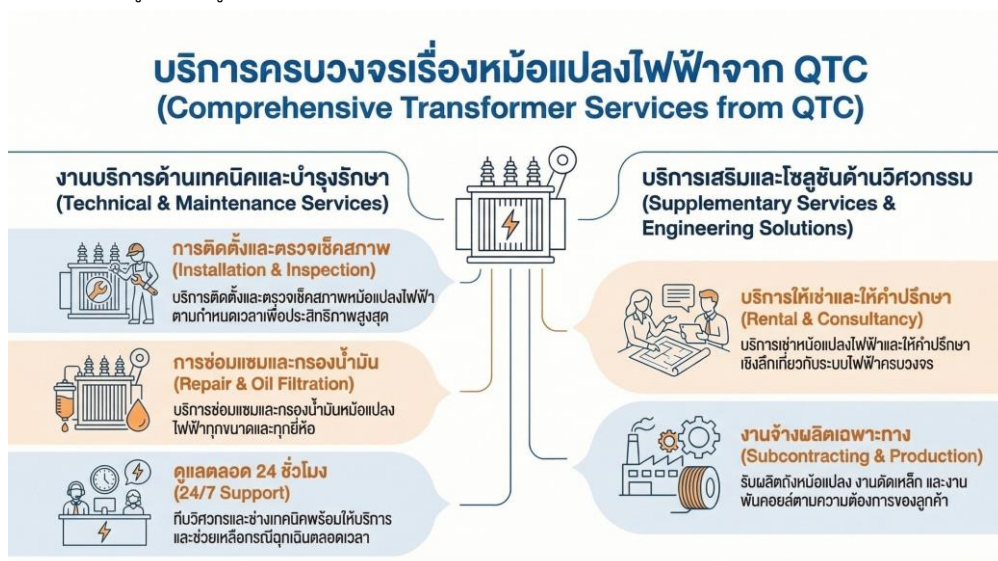 บริการครบวงจรเรื่องหม้อแปลงไฟฟ้าจาก QTC
(Comprehensive Transformer Services from QTC)
งานบริการด้านเทคนิคและบำรุงรักษา
(Technical & Maintenance Services)
การติดตั้งและตรวจเช็คสภาพ
(Installation & Inspection)
บริการติดตั้งและตรวจเช็คสภาพหม้อแปลงไฟฟ้า
ตามกำหนดเวลาเพื่อประสิทธิภาพสูงสุด
การซ่อมแซมและกรองน้ำมัน
(Repair & Oil Filtration)
บริการซ่อมแซมและกรองน้ำมันหม้อแปลง
ไฟฟ้าทุกขนาดและทุกยี่ห้อ
ดูแลตลอด 24 ชั่วโมง
(24/7 Support)
ทีมวิศวกรและช่างเทคนิคพร้อมให้บริการ
และช่วยเหลือกรณีฉุกเฉินตลอดเวลา
บริการเสริมและโซลูชันด้านวิศวกรรม
(Supplementary Services &
Engineering Solutions)
บริการให้เช่าและให้คำปรึกษา
(Rental & Consultancy)
บริการเช่าหม้อแปลงไฟฟ้าและให้คำปรึกษา
เชิงลึกเกี่ยวกับระบบไฟฟ้าครบวงจร
งานจ้างผลิตเฉพาะทาง
(Subcontracting & Production)
รับผลิตถังหม้อแปลง งานตัดเหล็ก และงาน
พันคอยล์ตามความต้องการของลูกค้า